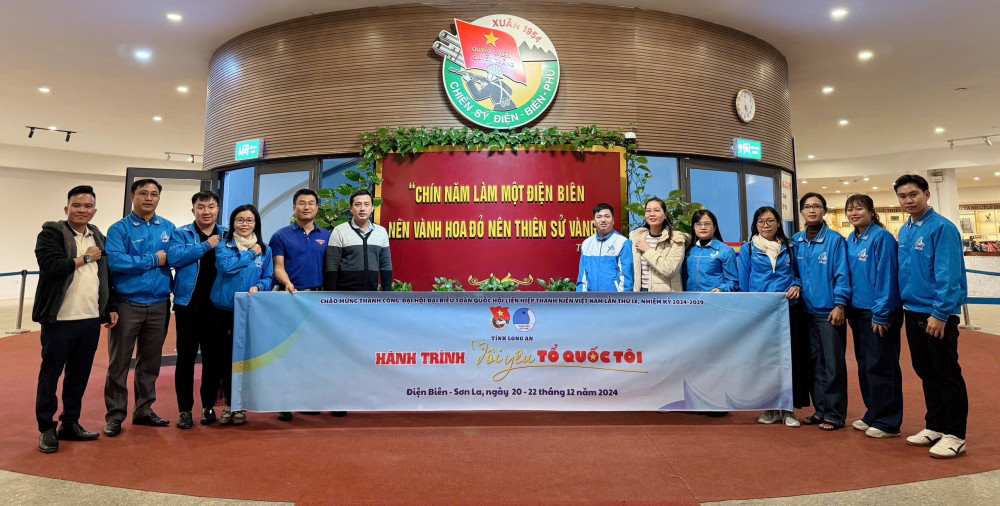 XUÂN 1954
CHIẾN SỸ ĐIỆN-BIÊN-PHỦ
"CHÍN NĂM LÀM MỘT ĐIỆN BIÊN
NÊN VÀNH HOA ĐỎ NÊN THIÊN SỬ VÀNG
CHÀO MỪNG THÀNH CÔNG ĐẠI HỘI ĐẠI BIỂU TOÀN QUỐC HỘI LIÊN HIỆP THANH NIÊN VIỆT NAM LẦN THỨ IX, NHIỆM KỲ 2024-2029
TỈNH LONG AN
HÀNH TRÌNH Tôi yêu TỔ QUỐC TÔI
Điện Biên - Sơn La, ngày 20 - 22 tháng 12 năm 2024